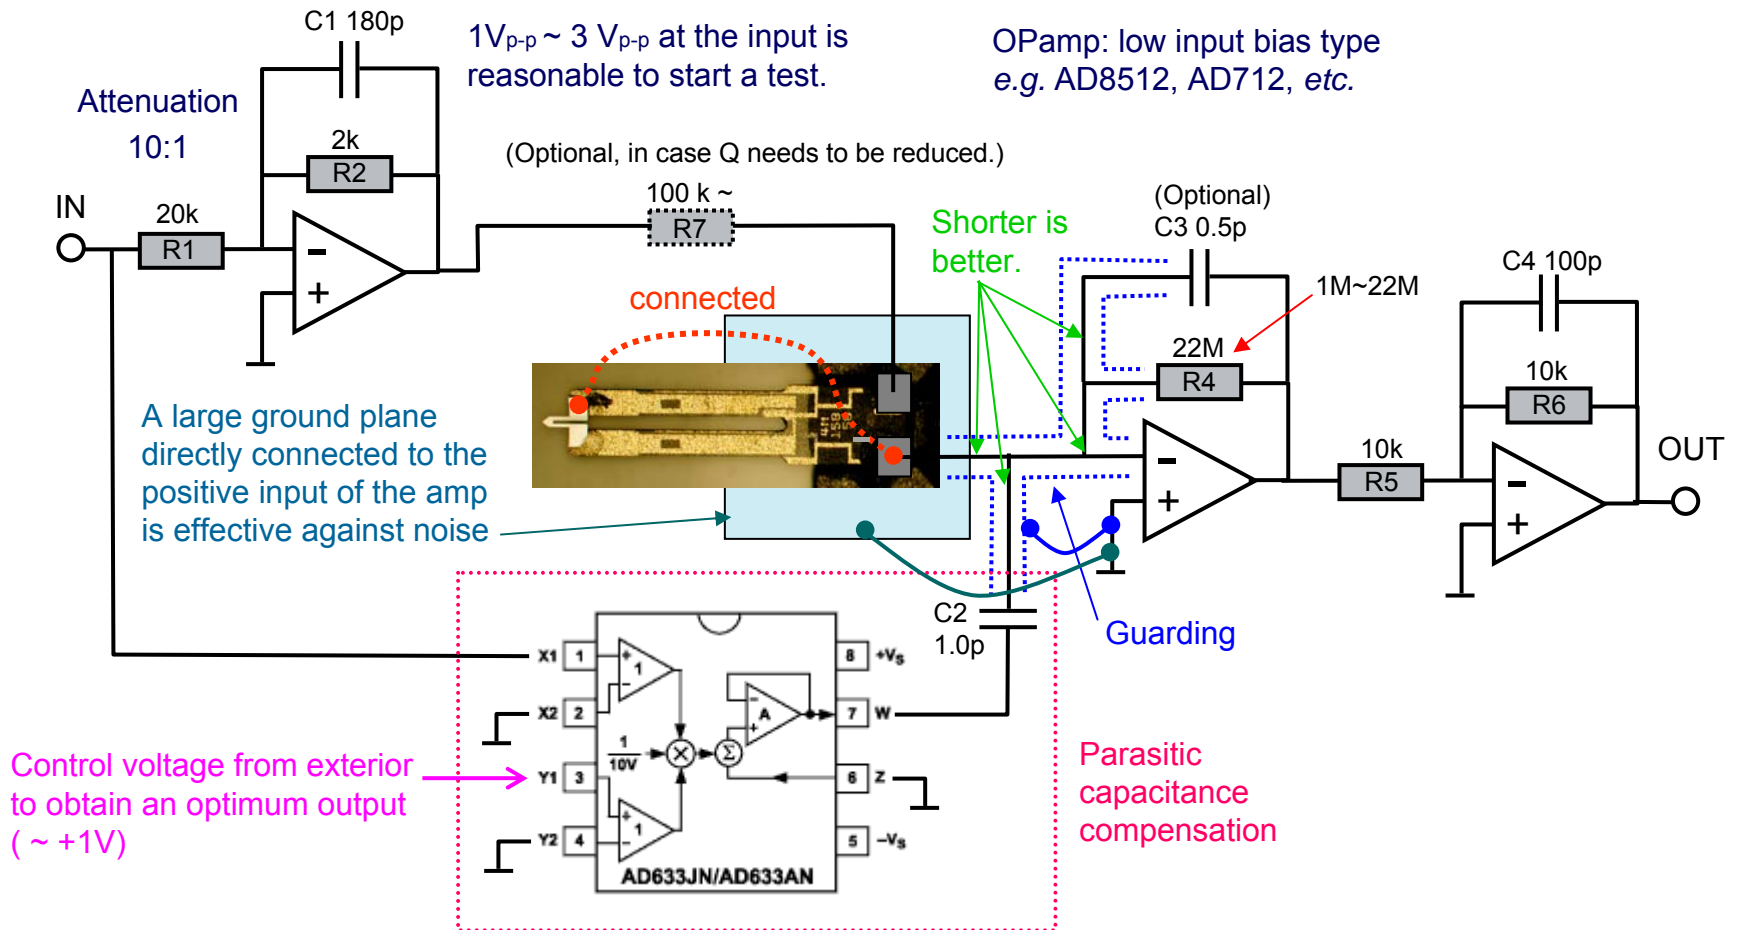 C1 180p
1Vp-p ~ 3 Vp-p at the input is
reasonable to start a test.
OPamp: low input bias type
e.g. AD8512, AD712, etc.
Attenuation
10:1
2k
R2
(Optional, in case Q needs to be reduced.)
100 k ~
R7
IN
20k
R1
-
+
Shorter is
better.
(Optional)
C3 0.5p
1M~22M
22M
R4
C4 100p
10k
R6
connected
A large ground plane
directly connected to the
positive input of the amp
is effective against noise
-
+
10k
R5
-
+
OUT
C2
1.0p
Guarding
Parasitic
capacitance
compensation
Control voltage from exterior
to obtain an optimum output
( ~ +1V)
X1 1
X2 2
Y1 3
Y2 4
+
-
1
1
10V
+
-
1
Σ
-
+
A
8 +VS
7 W
6 Z
5 –VS
AD633JN/AD633AN